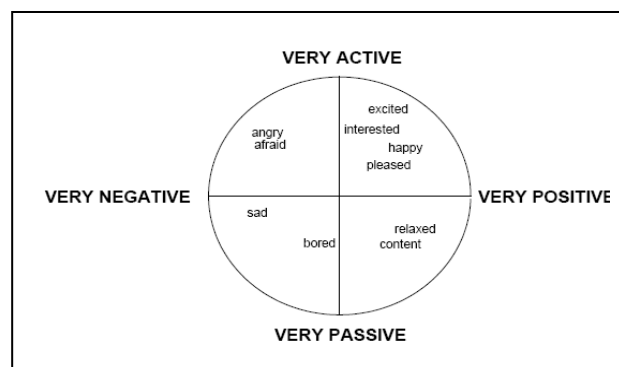 VERY ACTIVE
excited
angry
interested
afraid
happy
pleased
VERY NEGATIVE
VERY POSITIVE
sad
relaxed
bored
content
VERY PASSIVE